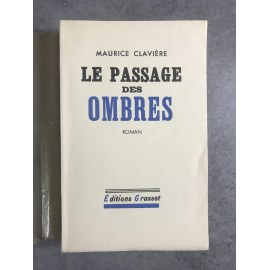 MAURICE CLAVIÈRE
LE PASSAGE
DES
OMBRES
ROMAN
Éditions Grasset